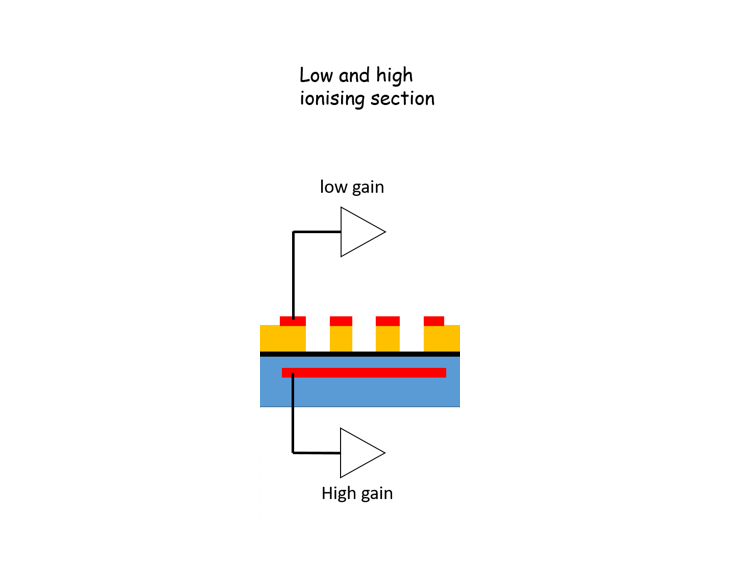 Low and high
ionising section
low gain
High gain